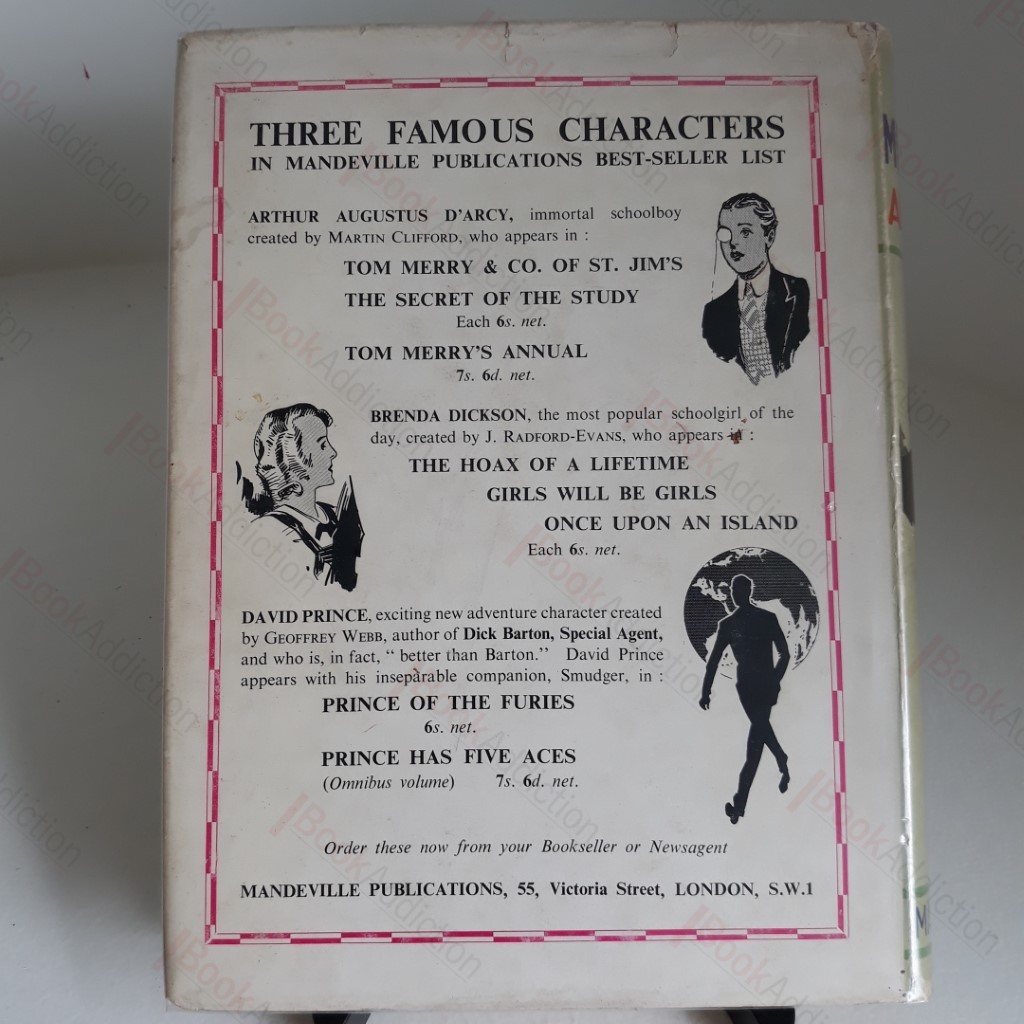 THREE FAMOUS CHARACTERS
IN MANDEVILLE PUBLICATIONS BEST-SELLER LIST
ARTHUR AUGUSTUS D'ARCY, immortal schoolboy
created by MARTIN CLIFFORD, who appears in :
TOM MERRY & CO. OF ST. JIM'S
THE SECRET OF THE STUDY
Each 6s. net.
TOM MERRY'S ANNUAL
7s. 6d. net.
BRENDA DICKSON, the most popular schoolgirl of the
day, created by J. RADFORD-EVANS, who appears in :
THE HOAX OF A LIFETIME
GIRLS WILL BE GIRLS
ONCE UPON AN ISLAND
Each 6s. net.
DAVID PRINCE, exciting new adventure character created
by GEOFFREY WEBB, author of Dick Barton, Special Agent,
and who is, in fact, “ better than Barton.” David Prince
appears with his inseparable companion, Smudger, in :
PRINCE OF THE FURIES
6s. net.
PRINCE HAS FIVE ACES
(Omnibus volume) 7s. 6d. net.
Order these now from your Bookseller or Newsagent
MANDEVILLE PUBLICATIONS, 55, Victoria Street, LONDON, S.W.1
BookAddiction